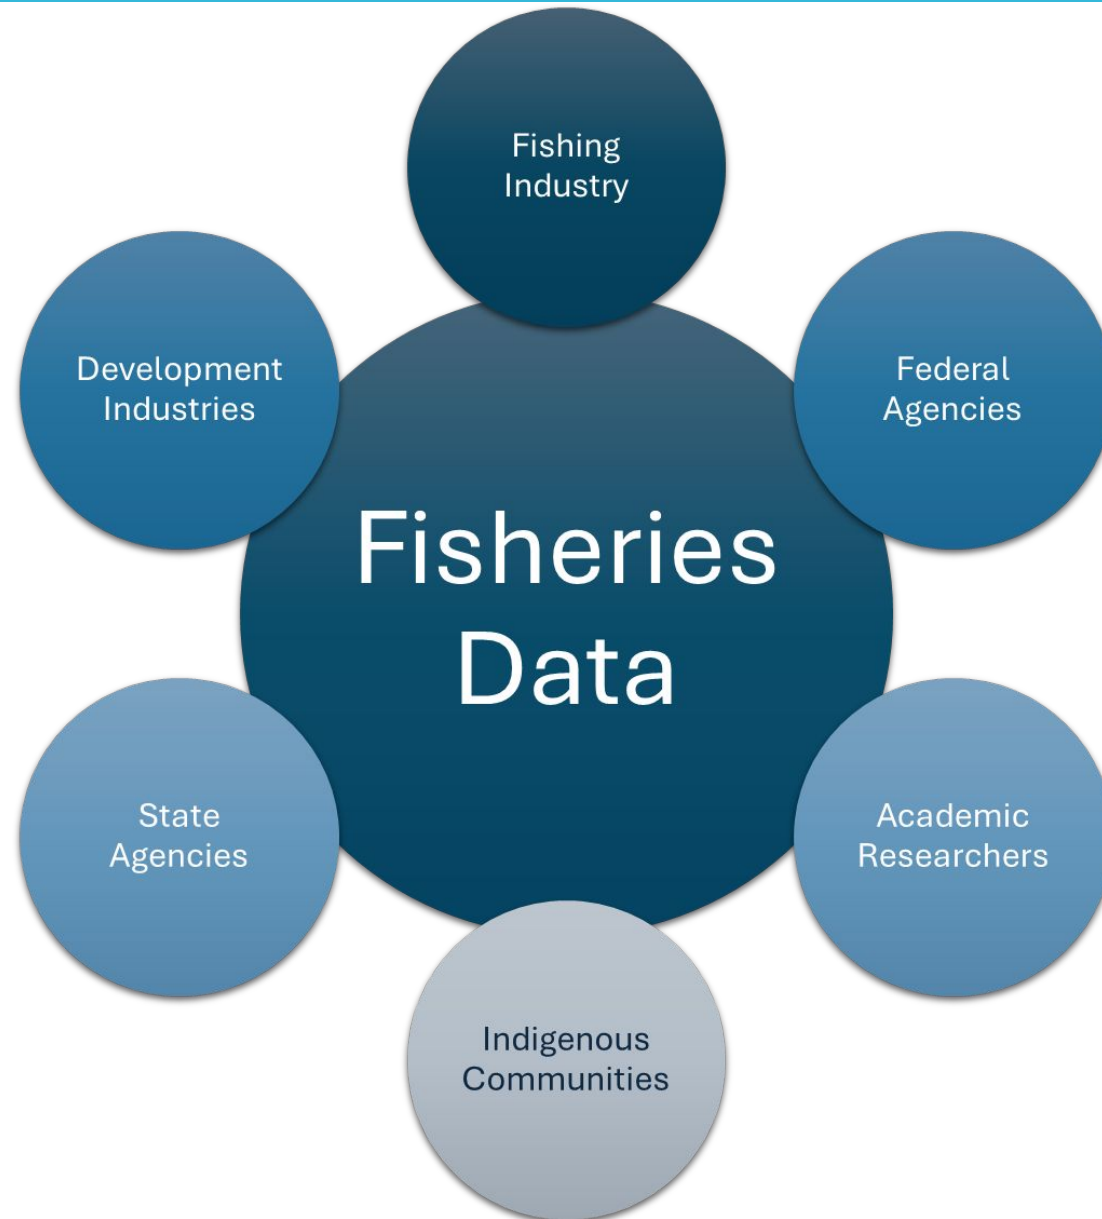 Fishing
Industry
Development
Industries
Federal
Agencies
Fisheries
Data
State
Agencies
Academic
Researchers
Indigenous
Communities